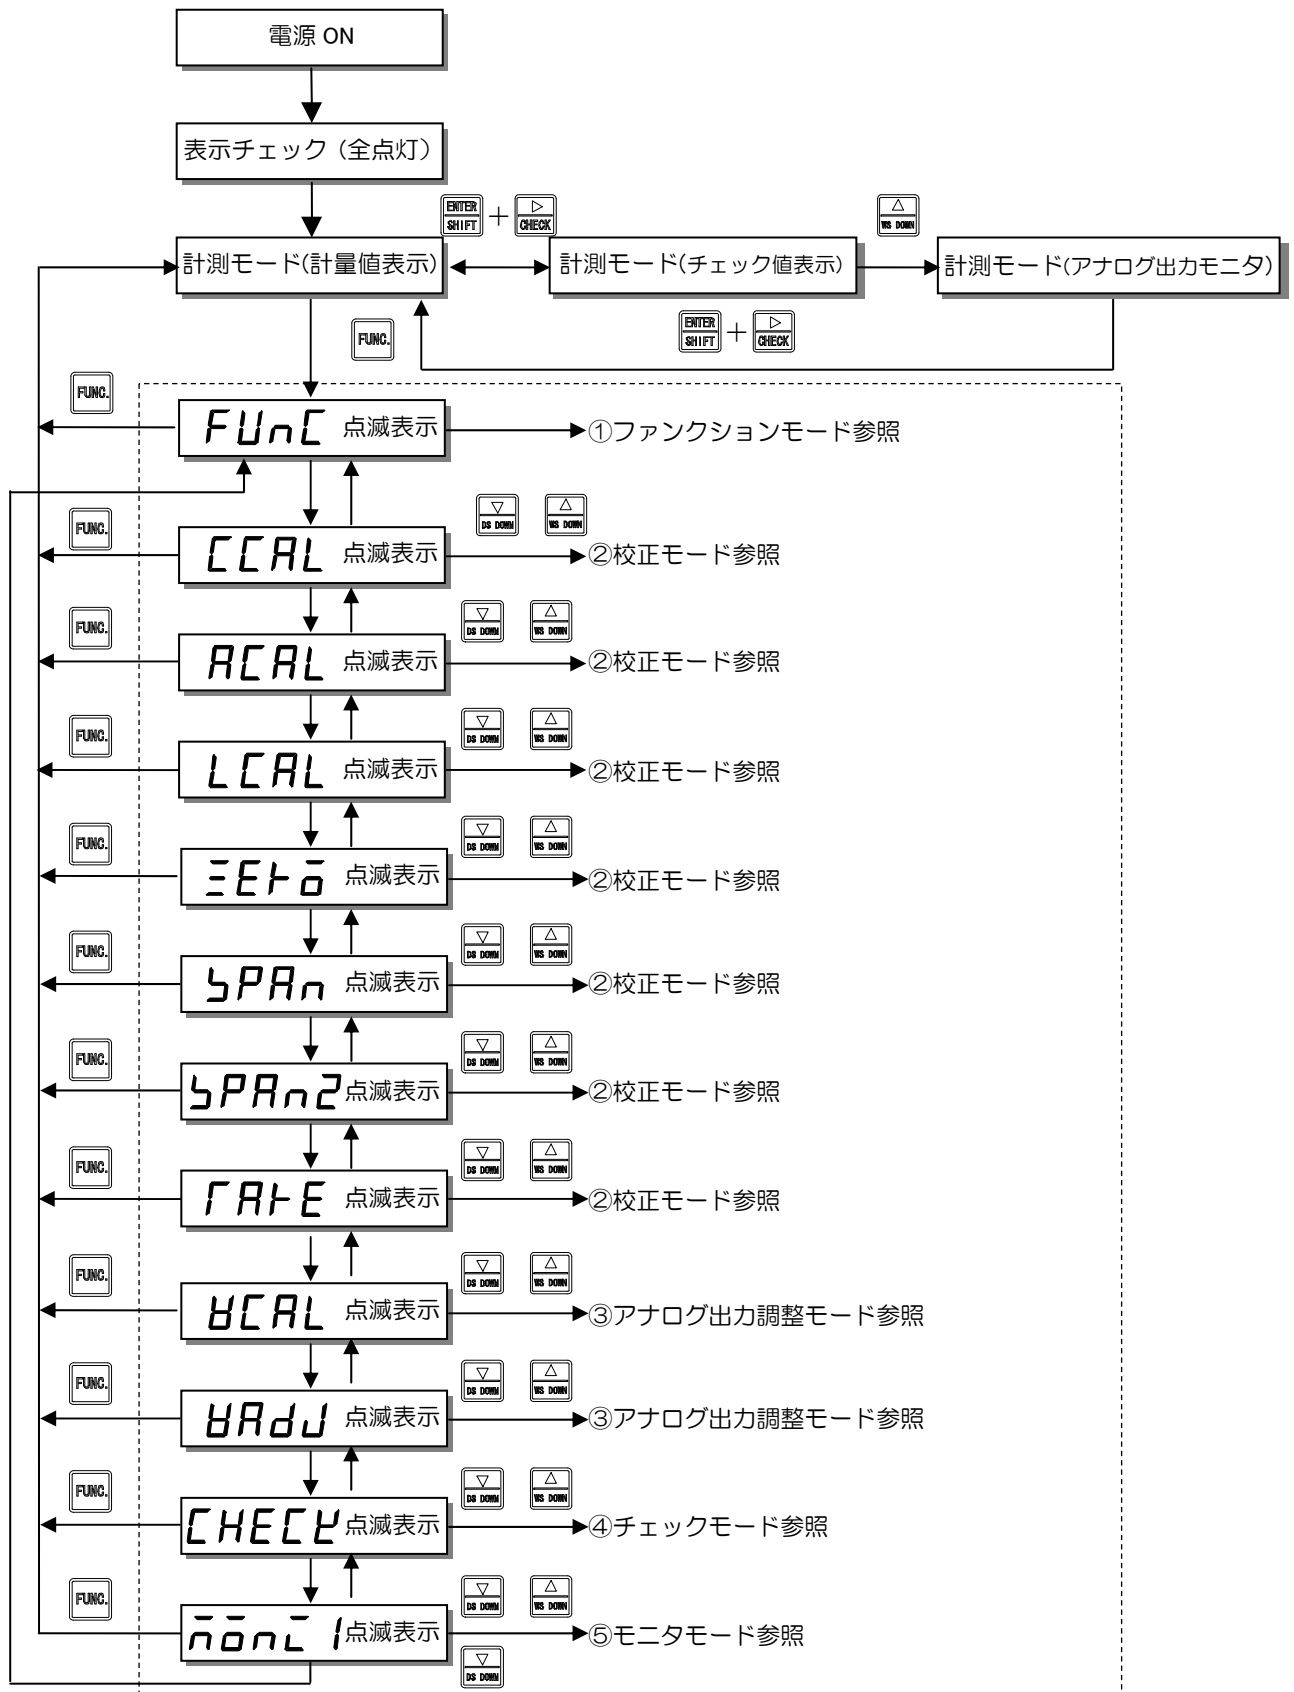 電源 ON
表示チェック（全点灯）
ENTER SHIFT + ▷ CHECK
△ WS DOWN
計測モード(計量値表示)
計測モード(チェック値表示)
計測モード(アナログ出力モニタ)
FUNC.
ENTER SHIFT + ▷ CHECK
FUNC.
FUnC 点滅表示
①ファンクションモード参照
FUNC.
▽ DS DOWN △ WS DOWN
CCAL 点滅表示
②校正モード参照
FUNC.
▽ DS DOWN △ WS DOWN
ACAL 点滅表示
②校正モード参照
FUNC.
▽ DS DOWN △ WS DOWN
LCAL 点滅表示
②校正モード参照
FUNC.
▽ DS DOWN △ WS DOWN
ZEro 点滅表示
②校正モード参照
FUNC.
▽ DS DOWN △ WS DOWN
SPAn 点滅表示
②校正モード参照
FUNC.
▽ DS DOWN △ WS DOWN
SPAn2 点滅表示
②校正モード参照
FUNC.
▽ DS DOWN △ WS DOWN
TArE 点滅表示
②校正モード参照
FUNC.
▽ DS DOWN △ WS DOWN
VCAL 点滅表示
③アナログ出力調整モード参照
FUNC.
▽ DS DOWN △ WS DOWN
VAdJ 点滅表示
③アナログ出力調整モード参照
FUNC.
▽ DS DOWN △ WS DOWN
CHECK 点滅表示
④チェックモード参照
FUNC.
▽ DS DOWN △ WS DOWN
moni1 点滅表示
⑤モニタモード参照
▽ DS DOWN